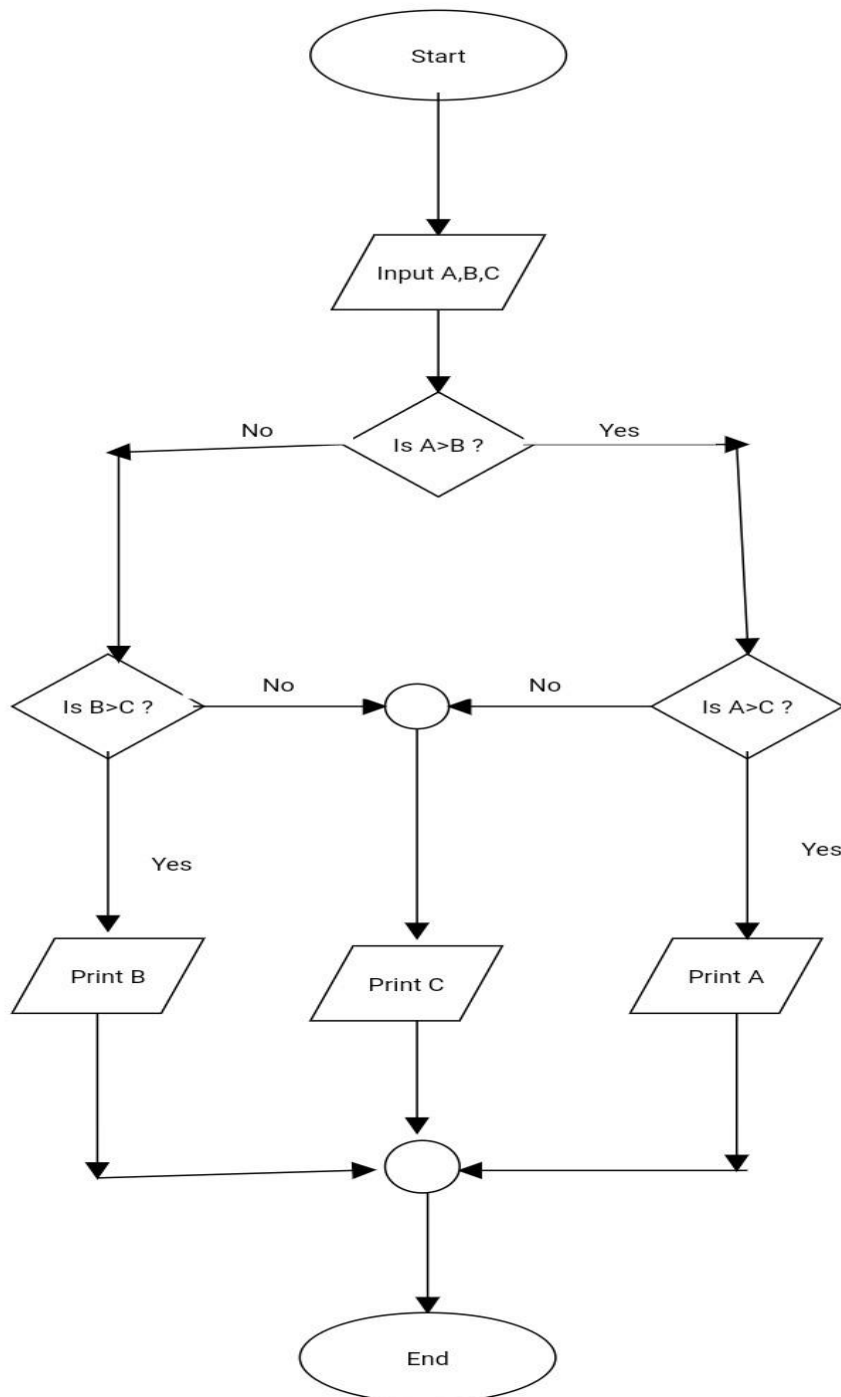 Start
Input A,B,C
Is A>B ?
No
Yes
Is B>C ?
No
No
Is A>C ?
Yes
Yes
Print B
Print C
Print A
End